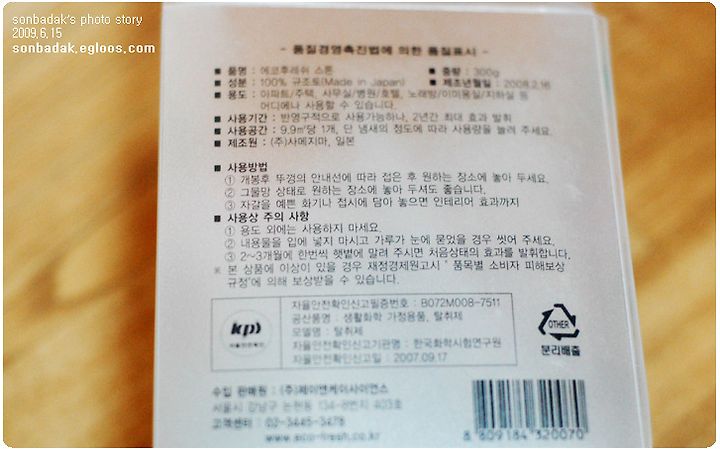 sonbadak's photo story
2009.6.15
sonbadak.egloos.com
- 품질경영촉진법에 의한 품질표시 -
■ 품명 : 에코후레쉬 스톤 ■ 중량 : 300g
■ 성분 : 100% 규조토(Made in Japan) ■ 제조년월일 : 2008.2.16
■ 용도 : 아파트/주택, 사무실/병원/호텔, 노래방/이미용실/지하실 등
어디에나 사용할 수 있습니다.
■ 사용기간 : 반영구적으로 사용가능하나, 2년간 최대 효과 발휘
■ 사용공간 : 9.9㎡당 1개, 단 냄새의 정도에 따라 사용량을 늘려 주세요.
■ 제조원 : (주)사메지마, 일본
■ 사용방법
① 개봉후 뚜껑의 안내선에 따라 접은 후 원하는 장소에 놓아 두세요.
② 그물망 상태로 원하는 장소에 놓아 두셔도 좋습니다.
③ 자갈을 예쁜 화기나 접시에 담아 놓으면 인테리어 효과까지
■ 사용상 주의 사항
① 용도 외에는 사용하지 마세요.
② 내용물을 입에 넣지 마시고 가루가 눈에 묻었을 경우 씻어 주세요.
③ 2~3개월에 한번씩 햇볕에 말려 주시면 처음상태의 효과를 발휘합니다.
※ 본 상품에 이상이 있을 경우 재정경제원고시 '품목별 소비자 피해보상
규정'에 의해 보상받을 수 있습니다.
kps
자율안전확인
자율안전확인신고필증번호 : B072M008-7511
공산품명 : 생활화학 가정용품, 탈취제
모델명 : 탈취제
자율안전확인신고기관명 : 한국화학시험연구원
자율안전확인신고일 : 2007.09.17
OTHER
분리배출
수입 판매원 : (주)제이앤케이사이언스
서울시 강남구 논현동 134-8번지 403호
고객센터 : 02-3445-3478
www.eco-fresh.co.kr
8 809184 320070